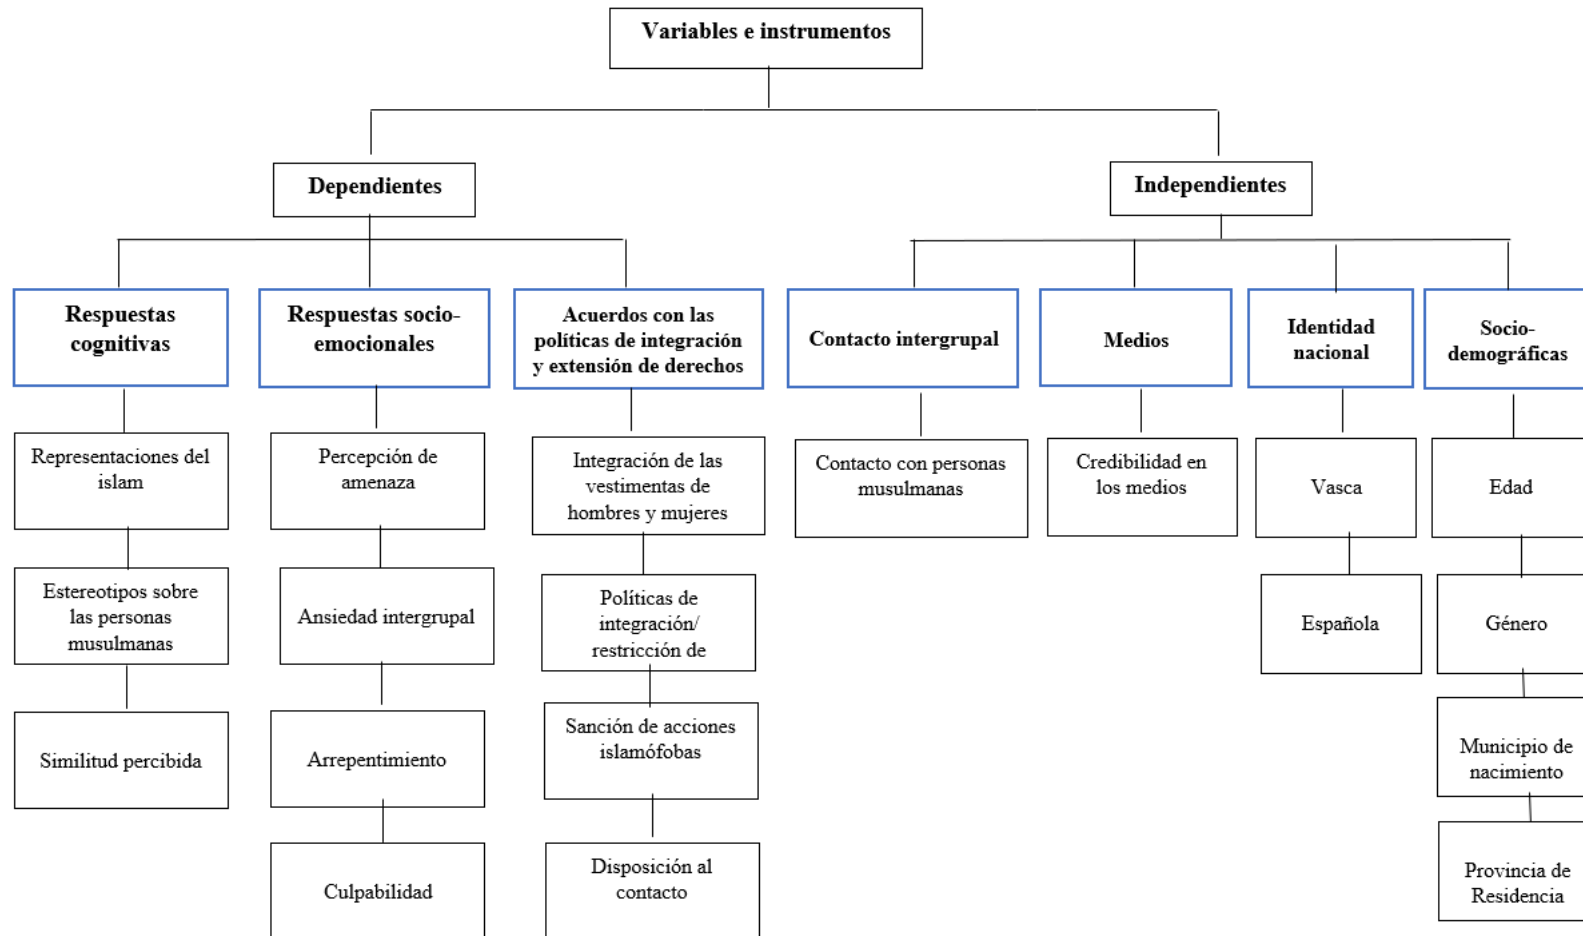 Variables e instrumentos
Dependientes
Independientes
Respuestas
cognitivas
Respuestas socio-
emocionales
Acuerdos con las
políticas de integración
y extensión de derechos
Contacto intergrupal
Medios
Identidad
nacional
Socio-
demográficas
Representaciones del
islam
Percepción de
amenaza
Integración de las
vestimentas de
hombres y mujeres
Contacto con personas
musulmanas
Credibilidad en
los medios
Vasca
Edad
Estereotipos sobre
las personas
musulmanas
Ansiedad intergrupal
Políticas de
integración/
restricción de
Española
Género
Similitud percibida
Arrepentimiento
Sanción de acciones
islamófobas
Municipio de
nacimiento
Culpabilidad
Disposición al
contacto
Provincia de
Residencia